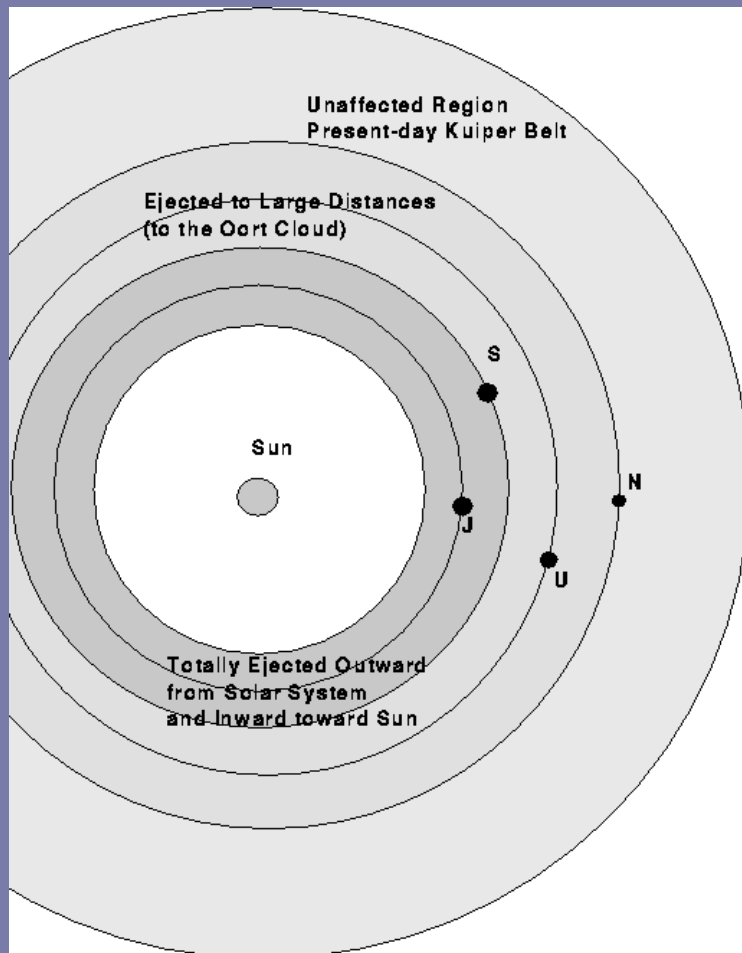 Unaffected Region
Present-day Kuiper Belt
Ejected to Large Distances
(to the Oort Cloud)
S
Sun
N
J
U
Totally Ejected Outward
from Solar System
and Inward toward Sun